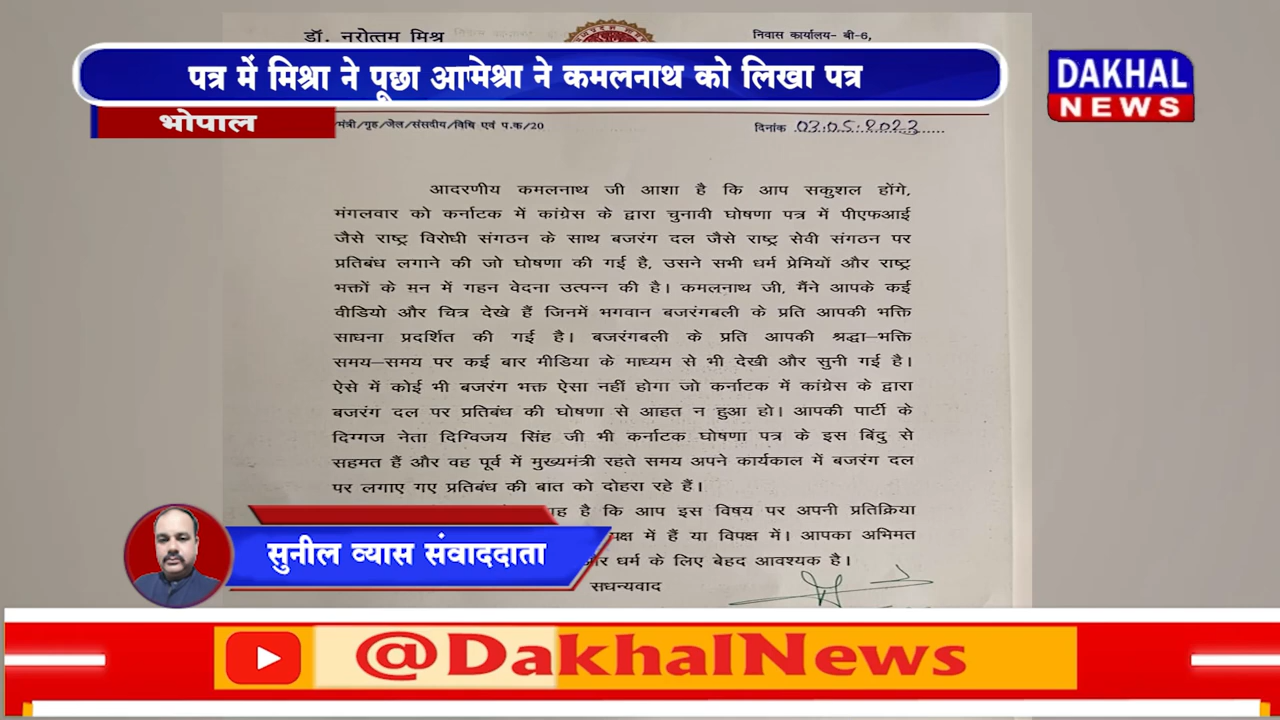 डॉ. नरोत्तम मिश्र
निवास कार्यालय- बी-6,
पत्र में मिश्रा ने पूछा आमेश्रा ने कमलनाथ को लिखा पत्र
DAKHAL
NEWS
भोपाल
मंत्री/गृह/जेल/संसदीय/विधि एवं प.क/20
दिनांक 03.05.2023
आदरणीय कमलनाथ जी आशा है कि आप सकुशल होंगे,
मंगलवार को कर्नाटक में कांग्रेस के द्वारा चुनावी घोषणा पत्र में पीएफआई
जैसे राष्ट्र विरोधी संगठन के साथ बजरंग दल जैसे राष्ट्र सेवी संगठन पर
प्रतिबंध लगाने की जो घोषणा की गई है, उसने सभी धर्म प्रेमियों और राष्ट्र
भक्तों के मन में गहन वेदना उत्पन्न की है। कमलनाथ जी, मैंने आपके कई
वीडियो और चित्र देखे हैं जिनमें भगवान बजरंगबली के प्रति आपकी भक्ति
साधना प्रदर्शित की गई है। बजरंगबली के प्रति आपकी श्रद्धा–भक्ति
समय–समय पर कई बार मीडिया के माध्यम से भी देखी और सुनी गई है।
ऐसे में कोई भी बजरंग भक्त ऐसा नहीं होगा जो कर्नाटक में कांग्रेस के द्वारा
बजरंग दल पर प्रतिबंध की घोषणा से आहत न हुआ हो। आपकी पार्टी के
दिग्गज नेता दिग्विजय सिंह जी भी कर्नाटक घोषणा पत्र के इस बिंदु से
सहमत हैं और वह पूर्व में मुख्यमंत्री रहते समय अपने कार्यकाल में बजरंग दल
पर लगाए गए प्रतिबंध की बात को दोहरा रहे हैं।
है कि आप इस विषय पर अपनी प्रतिक्रिया
में हैं या विपक्ष में। आपका अभिमत
धर्म के लिए बेहद आवश्यक है।
सधन्यवाद
सुनील व्यास संवाददाता
@DakhalNews